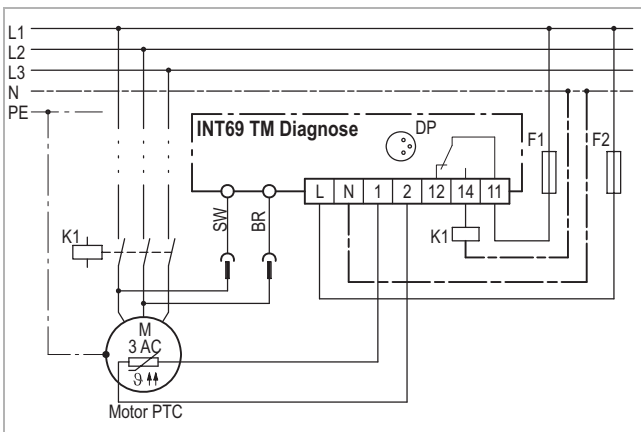 L1
L2
L3
N
PE
INT69 TM Diagnose
DP
F1
F2
L N 1 2 12 14 11
SW
BR
K1
K1
M
3 AC
ϑ
Motor PTC